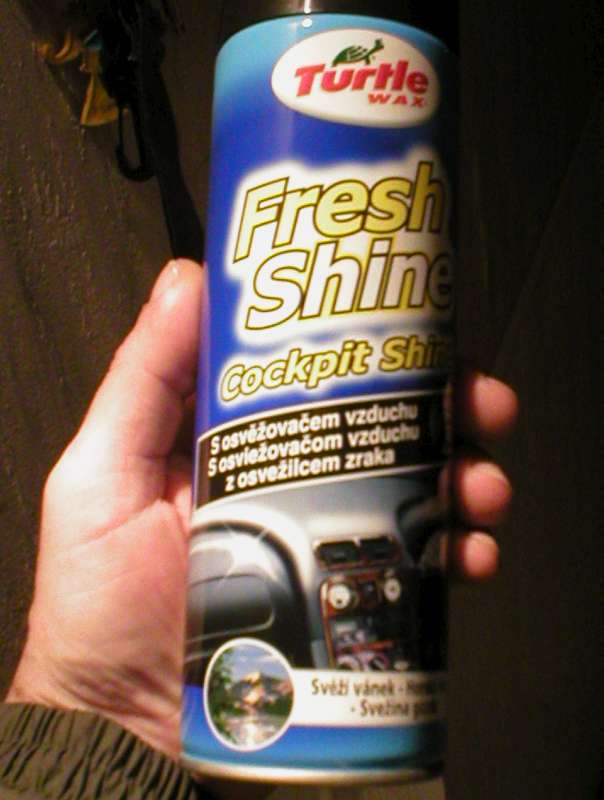 Turtle
WAX
Fresh
Shine
Cockpit
S osvěžovačem vzduchu
S osviežovačom vzduchu
z osvežilcem zraka
Svěží vánek -
- Svežina